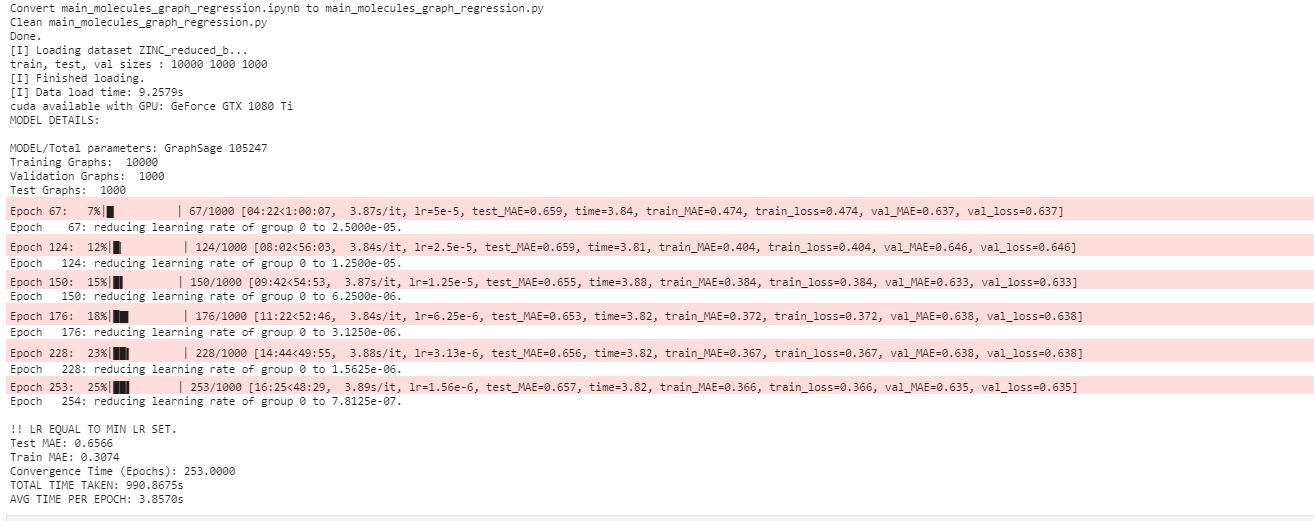 Convert main_molecules_graph_regression.ipynb to main_molecules_graph_regression.py
Clean main_molecules_graph_regression.py
Done.
[I] Loading dataset ZINC_reduced_b...
train, test, val sizes : 10000 1000 1000
[I] Finished loading.
[I] Data load time: 9.2579s
cuda available with GPU: GeForce GTX 1080 Ti
MODEL DETAILS:
MODEL/Total parameters: GraphSage 105247
Training Graphs:  10000
Validation Graphs:  1000
Test Graphs:  1000
Epoch 67:   7%|█          | 67/1000 [04:22<1:00:07,  3.87s/it, lr=5e-5, test_MAE=0.659, time=3.84, train_MAE=0.474, train_loss=0.474, val_MAE=0.637, val_loss=0.637]
Epoch    67: reducing learning rate of group 0 to 2.5000e-05.
Epoch 124:  12%|█▌          | 124/1000 [08:02<56:03,  3.84s/it, lr=2.5e-5, test_MAE=0.659, time=3.81, train_MAE=0.404, train_loss=0.404, val_MAE=0.646, val_loss=0.646]
Epoch   124: reducing learning rate of group 0 to 1.2500e-05.
Epoch 150:  15%|█▌          | 150/1000 [09:42<54:53,  3.87s/it, lr=1.25e-5, test_MAE=0.655, time=3.88, train_MAE=0.384, train_loss=0.384, val_MAE=0.633, val_loss=0.633]
Epoch   150: reducing learning rate of group 0 to 6.2500e-06.
Epoch 176:  18%|██         | 176/1000 [11:22<52:46,  3.84s/it, lr=6.25e-6, test_MAE=0.653, time=3.82, train_MAE=0.372, train_loss=0.372, val_MAE=0.638, val_loss=0.638]
Epoch   176: reducing learning rate of group 0 to 3.1250e-06.
Epoch 228:  23%|██▌        | 228/1000 [14:44<49:55,  3.88s/it, lr=3.13e-6, test_MAE=0.656, time=3.82, train_MAE=0.367, train_loss=0.367, val_MAE=0.638, val_loss=0.638]
Epoch   228: reducing learning rate of group 0 to 1.5625e-06.
Epoch 253:  25%|██▌       | 253/1000 [16:25<48:29,  3.89s/it, lr=1.56e-6, test_MAE=0.657, time=3.82, train_MAE=0.366, train_loss=0.366, val_MAE=0.635, val_loss=0.635]
Epoch   254: reducing learning rate of group 0 to 7.8125e-07.
!! LR EQUAL TO MIN LR SET.
Test MAE: 0.6566
Train MAE: 0.3074
Convergence Time (Epochs): 253.0000
TOTAL TIME TAKEN: 990.8675s
AVG TIME PER EPOCH: 3.8570s